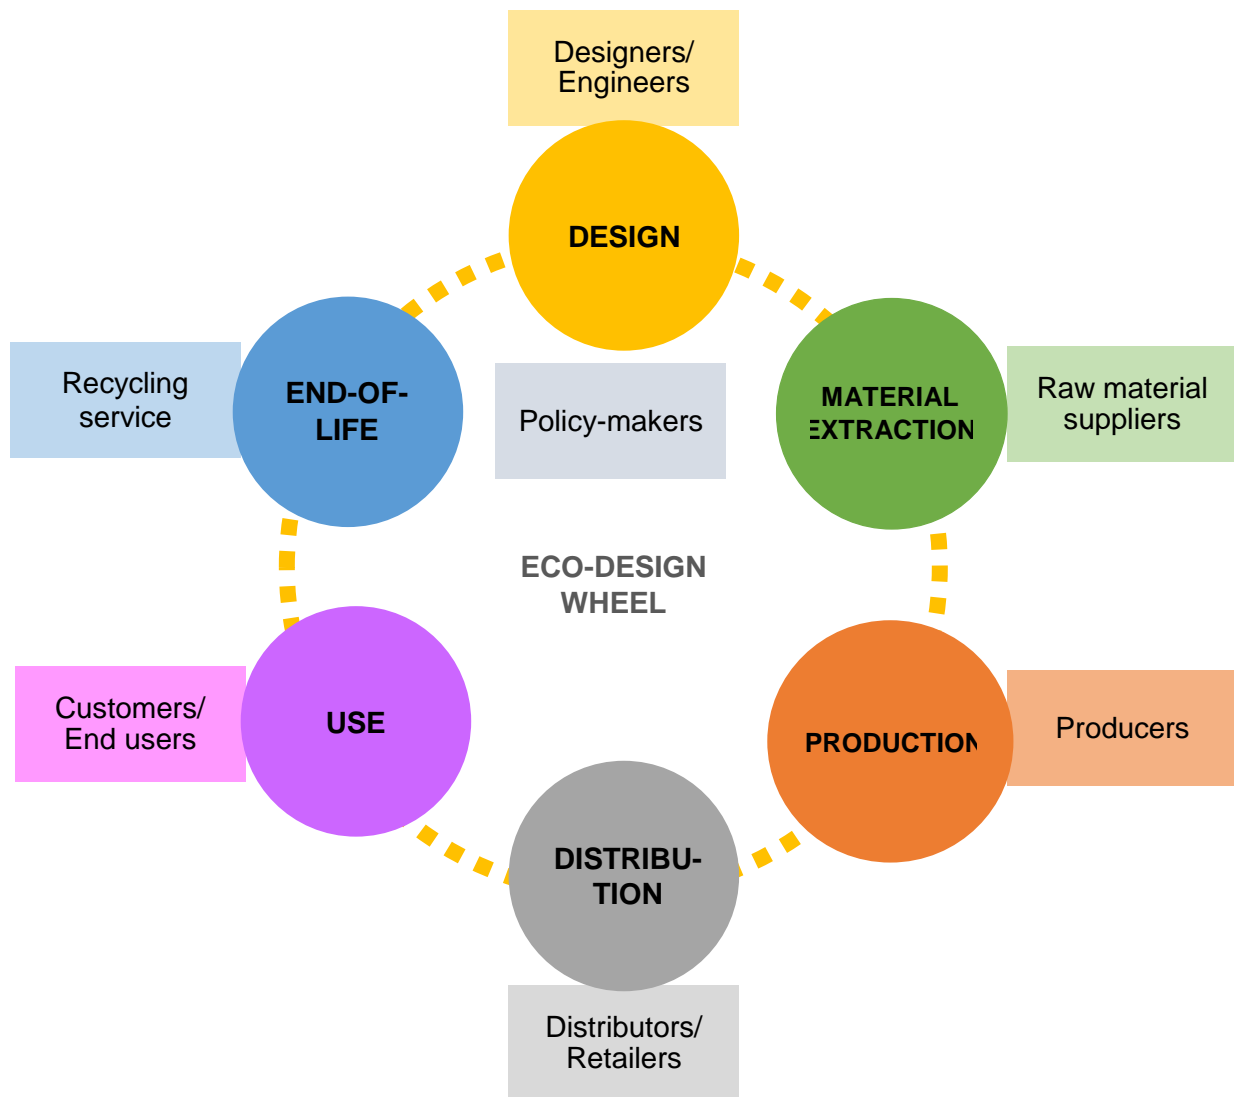 Designers/
Engineers
DESIGN
END-OF-
LIFE
Recycling
service
Policy-makers
MATERIAL
EXTRACTION
Raw material
suppliers
ECO-DESIGN
WHEEL
Customers/
End users
USE
PRODUCTION
Producers
DISTRIBU-
TION
Distributors/
Retailers